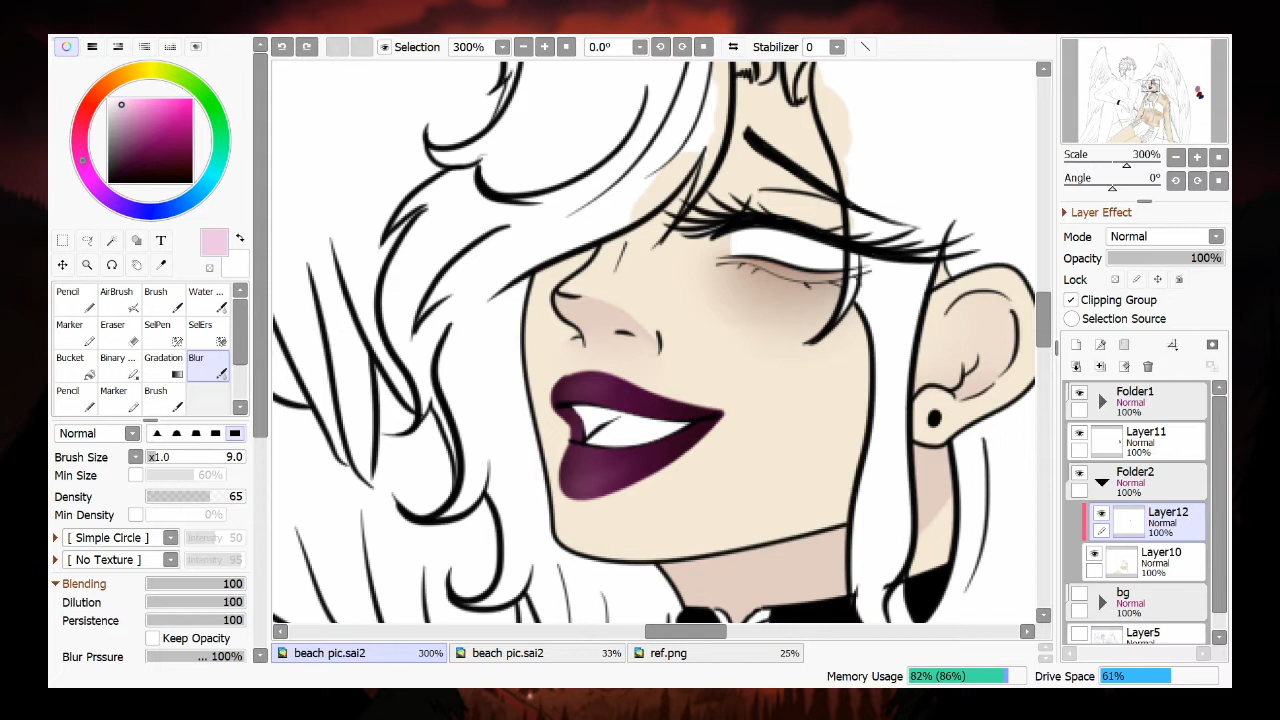 Selection 300% 0.0° Stabilizer 0
T
Pencil AirBrush Brush Water ...
Marker Eraser SelPen SelErs
Bucket Binary ... Gradation Blur
Pencil Marker Brush
Normal
Brush Size x1.0 9.0
Min Size 60%
Density 65
Min Density 0%
[ Simple Circle ] Intensity 50
[ No Texture ] Intensity 95
Blending 100
Dilution 100
Persistence 100
Keep Opacity
Blur Prssure ... 100%
Scale 300%
Angle 0°
Layer Effect
Mode Normal
Opacity 100%
Lock
Clipping Group
Selection Source
Folder1
Normal
100%
Layer11
Normal
100%
Folder2
Normal
100%
Layer12
Normal
100%
Layer10
Normal
100%
bg
Normal
100%
Layer5
Normal
beach pic.sai2 300% beach pic.sai2 33% ref.png 25%
Memory Usage 82% (86%) Drive Space 61%